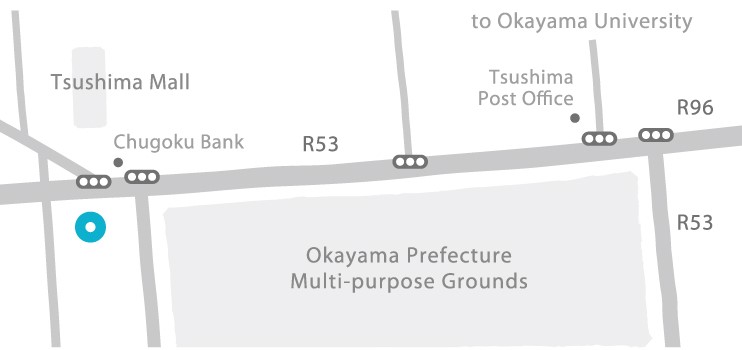 to Okayama University
Tsushima Mall
Tsushima
Post Office
R96
Chugoku Bank
R53
R53
Okayama Prefecture
Multi-purpose Grounds